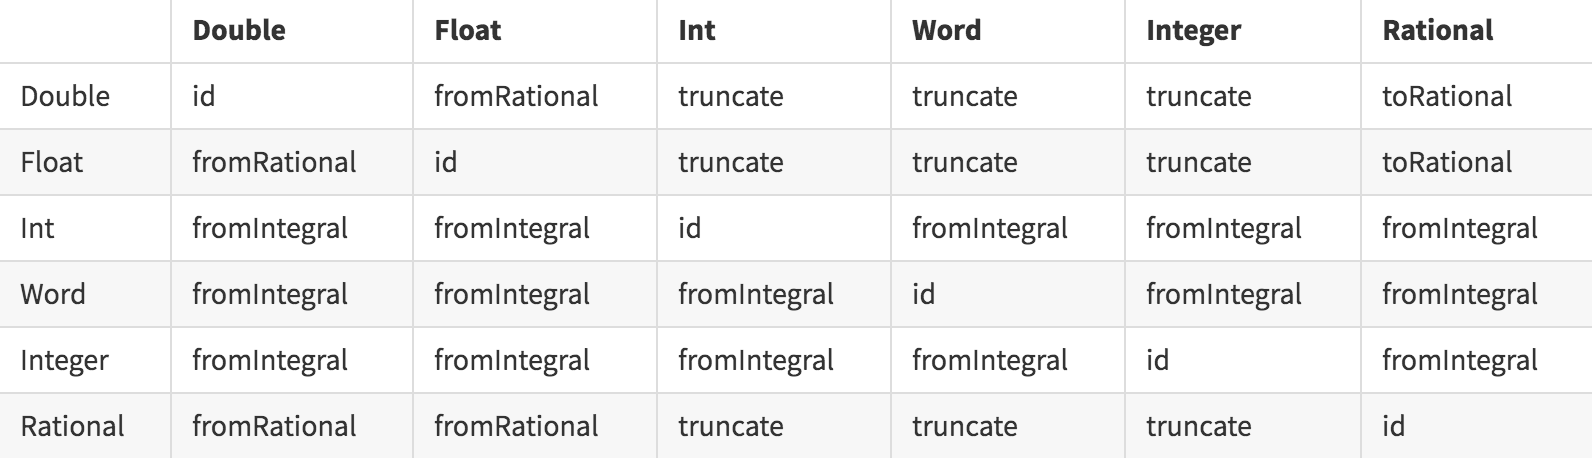 Double Float Int Word Integer Rational
Double id fromRational truncate truncate truncate toRational
Float fromRational id truncate truncate truncate toRational
Int fromIntegral fromIntegral id fromIntegral fromIntegral fromIntegral
Word fromIntegral fromIntegral fromIntegral id fromIntegral fromIntegral
Integer fromIntegral fromIntegral fromIntegral fromIntegral id fromIntegral
Rational fromRational fromRational truncate truncate truncate id